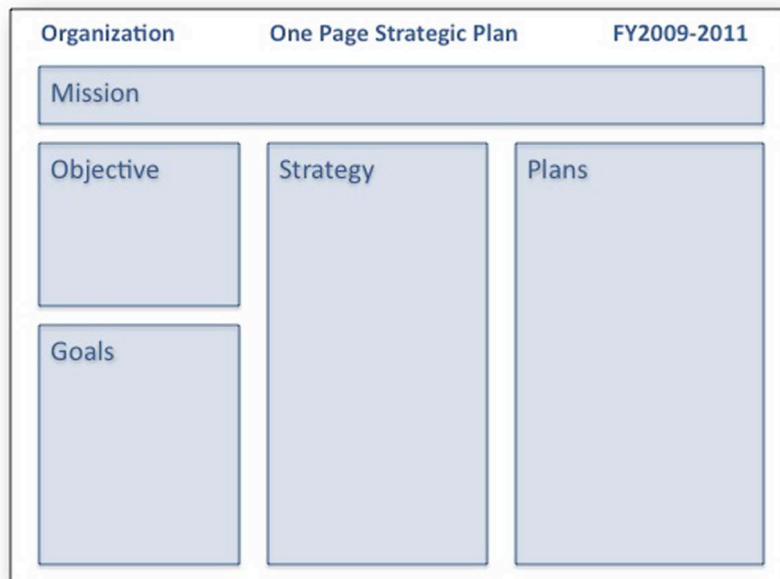 Organization One Page Strategic Plan FY2009-2011
Mission
Objective Strategy Plans
Goals